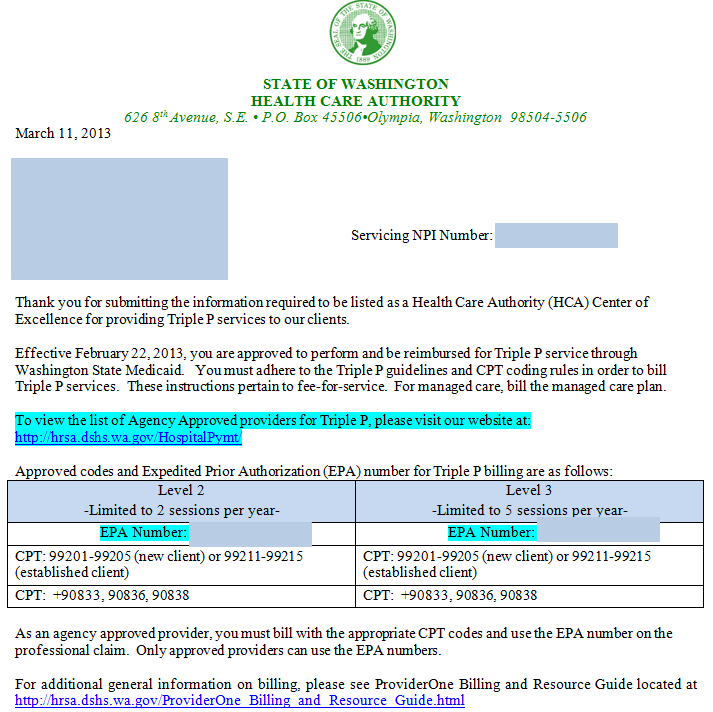 THE SEAL OF THE STATE OF WASHINGTON
1889
STATE OF WASHINGTON
HEALTH CARE AUTHORITY
626 8th Avenue, S.E. • P.O. Box 45506•Olympia, Washington 98504-5506
March 11, 2013
Servicing NPI Number:
Thank you for submitting the information required to be listed as a Health Care Authority (HCA) Center of
Excellence for providing Triple P services to our clients.
Effective February 22, 2013, you are approved to perform and be reimbursed for Triple P service through
Washington State Medicaid. You must adhere to the Triple P guidelines and CPT coding rules in order to bill
Triple P services. These instructions pertain to fee-for-service. For managed care, bill the managed care plan.
To view the list of Agency Approved providers for Triple P, please visit our website at:
http://hrsa.dshs.wa.gov/HospitalPymt/
Approved codes and Expedited Prior Authorization (EPA) number for Triple P billing are as follows:
Level 2
-Limited to 2 sessions per year-
Level 3
-Limited to 5 sessions per year-
EPA Number:
EPA Number:
CPT: 99201-99205 (new client) or 99211-99215
(established client)
CPT: 99201-99205 (new client) or 99211-99215
(established client)
CPT: +90833, 90836, 90838
CPT: +90833, 90836, 90838
As an agency approved provider, you must bill with the appropriate CPT codes and use the EPA number on the
professional claim. Only approved providers can use the EPA numbers.
For additional general information on billing, please see ProviderOne Billing and Resource Guide located at
http://hrsa.dshs.wa.gov/ProviderOne_Billing_and_Resource_Guide.html